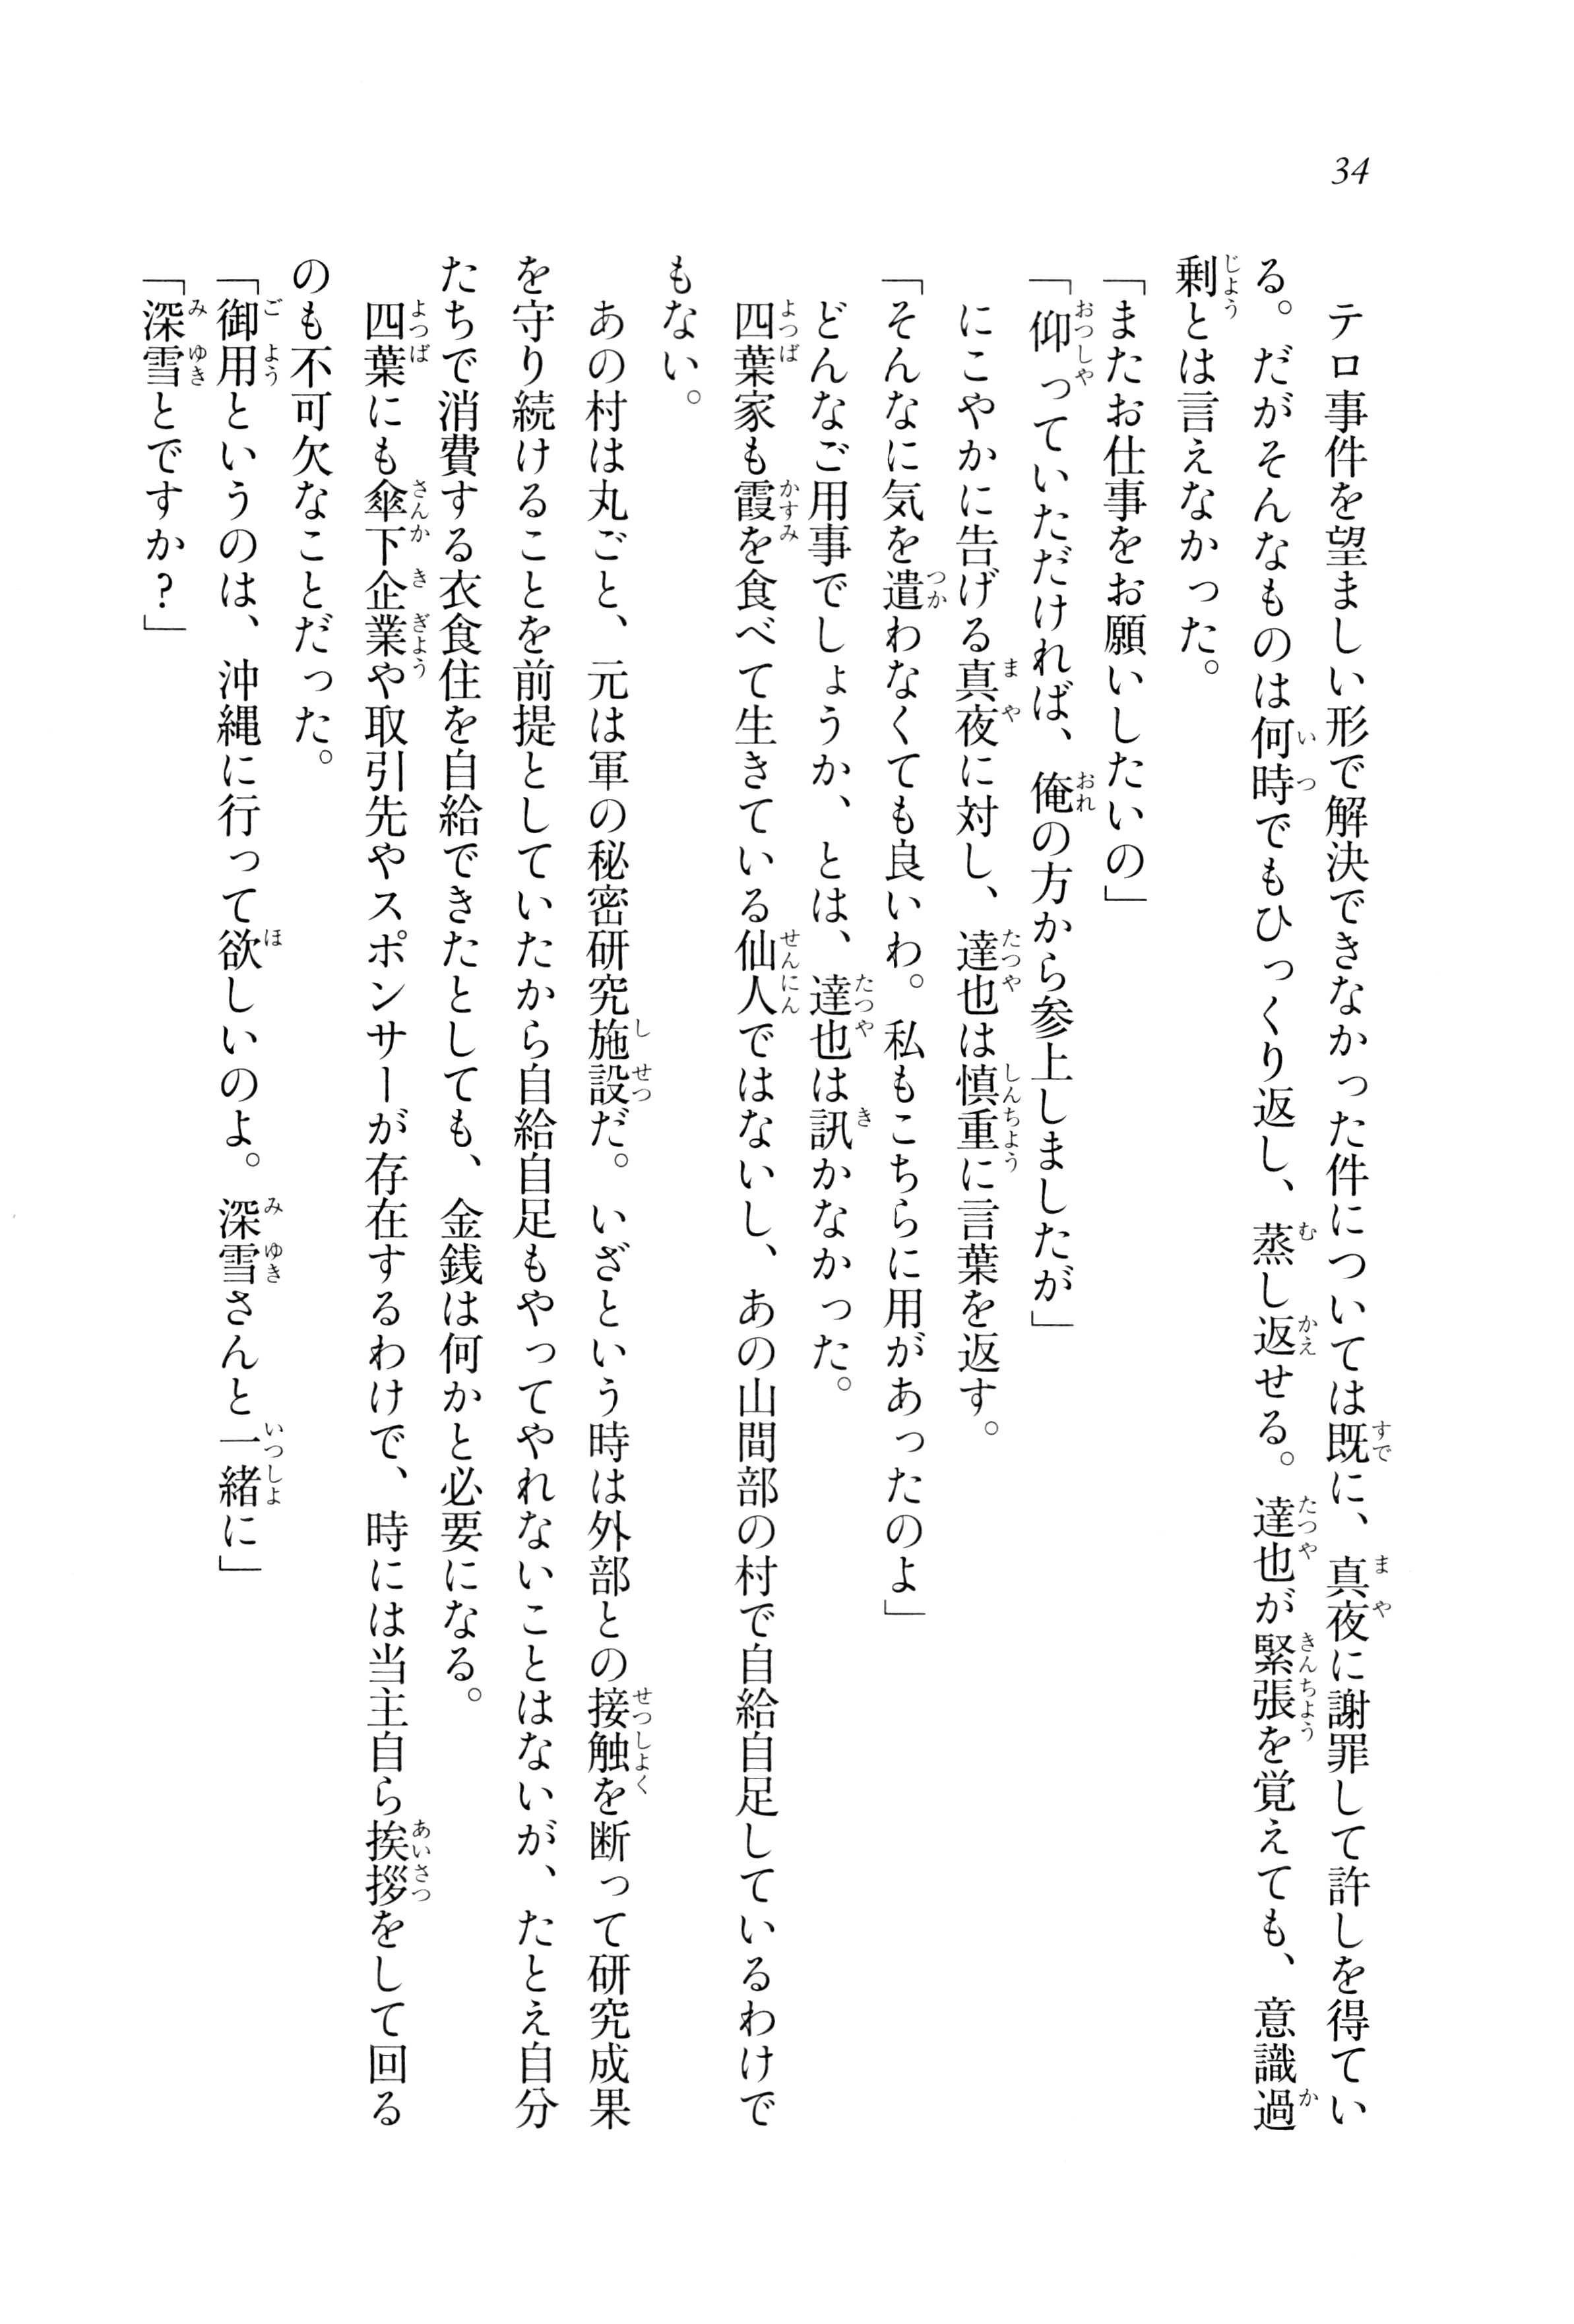 34
テロ事件を望ましい形で解決できなかった件については既に、真夜に謝罪して許しを得てい
る。だがそんなものは何時でもひっくり返し、蒸し返せる。達也が緊張を覚えても、意識過
剰とは言えなかった。
「またお仕事をお願いしたいの」
「仰っていただければ、俺の方から参上しましたが」
にこやかに告げる真夜に対し、達也は慎重に言葉を返す。
「そんなに気を遣わなくても良いわ。私もこちらに用があったのよ」
どんなご用事でしょうか、とは、達也は訊かなかった。
四葉家も霞を食べて生きている仙人ではないし、あの山間部の村で自給自足しているわけで
もない。
あの村は丸ごと、元は軍の秘密研究施設だ。いざという時は外部との接触を断って研究成果
を守り続けることを前提としていたから自給自足もやってやれないことはないが、たとえ自分
たちで消費する衣食住を自給できたとしても、金銭は何かと必要になる。
四葉にも傘下企業や取引先やスポンサーが存在するわけで、時には当主自ら挨拶をして回る
のも不可欠なことだった。
「御用というのは、沖縄に行って欲しいのよ。深雪さんと一緒に」
「深雪とですか？」